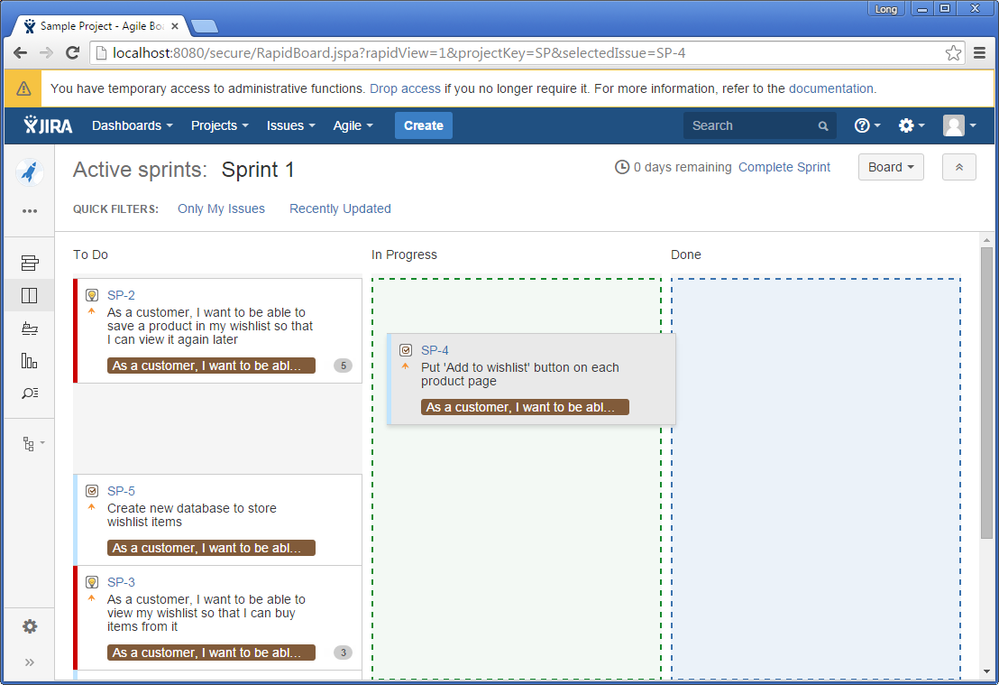 Long
Sample Project - Agile Boa
localhost:8080/secure/RapidBoard.jspa?rapidView=1&projectKey=SP&selectedIssue=SP-4
You have temporary access to administrative functions. Drop access if you no longer require it. For more information, refer to the documentation.
JIRA Dashboards Projects Issues Agile Create Search
Active sprints: Sprint 1
0 days remaining Complete Sprint Board
QUICK FILTERS: Only My Issues Recently Updated
To Do In Progress Done
SP-2
As a customer, I want to be able to
save a product in my wishlist so that
I can view it again later
As a customer, I want to be abl... 5
SP-4
Put 'Add to wishlist' button on each
product page
As a customer, I want to be abl...
SP-5
Create new database to store
wishlist items
As a customer, I want to be abl...
SP-3
As a customer, I want to be able to
view my wishlist so that I can buy
items from it
As a customer, I want to be abl... 3